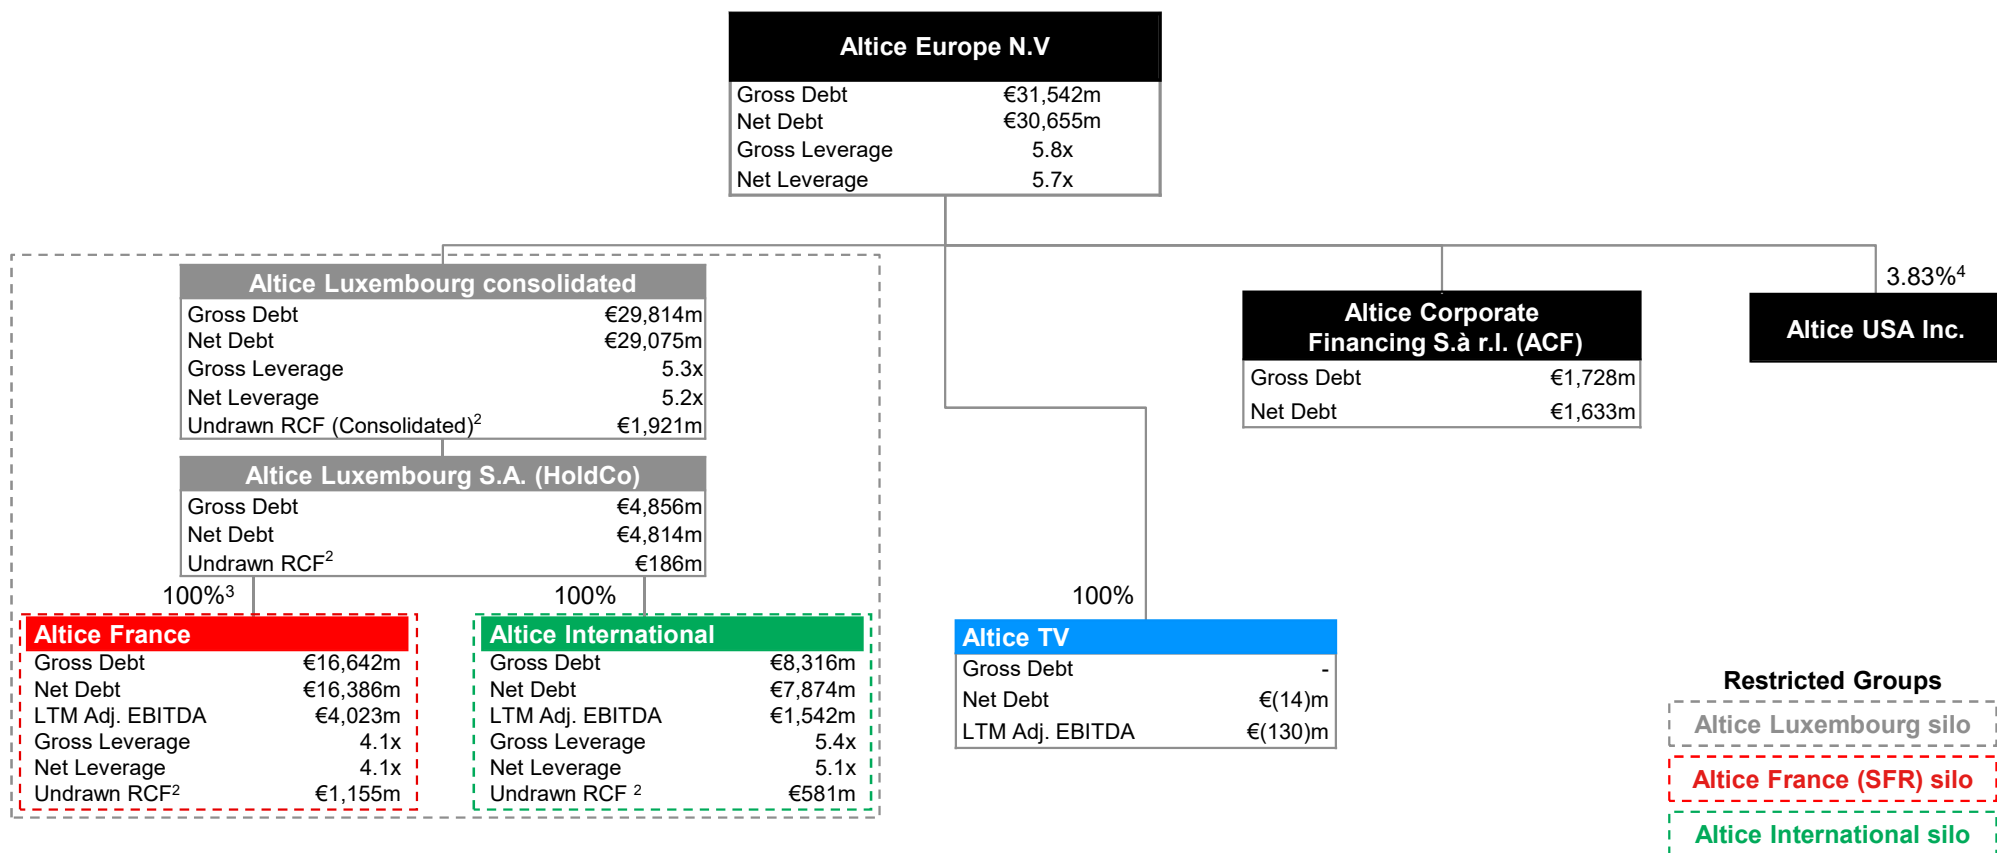 Altice Europe N.V
Gross Debt €31,542m
Net Debt €30,655m
Gross Leverage 5.8x
Net Leverage 5.7x
Altice Luxembourg consolidated
Gross Debt €29,814m
Net Debt €29,075m
Gross Leverage 5.3x
Net Leverage 5.2x
Undrawn RCF (Consolidated)² €1,921m
Altice Luxembourg S.A. (HoldCo)
Gross Debt €4,856m
Net Debt €4,814m
Undrawn RCF² €186m
100%³
100%
Altice France
Gross Debt €16,642m
Net Debt €16,386m
LTM Adj. EBITDA €4,023m
Gross Leverage 4.1x
Net Leverage 4.1x
Undrawn RCF² €1,155m
Altice International
Gross Debt €8,316m
Net Debt €7,874m
LTM Adj. EBITDA €1,542m
Gross Leverage 5.4x
Net Leverage 5.1x
Undrawn RCF ² €581m
100%
Altice TV
Gross Debt -
Net Debt €(14)m
LTM Adj. EBITDA €(130)m
Altice Corporate
Financing S.à r.l. (ACF)
Gross Debt €1,728m
Net Debt €1,633m
3.83%⁴
Altice USA Inc.
Restricted Groups
Altice Luxembourg silo
Altice France (SFR) silo
Altice International silo